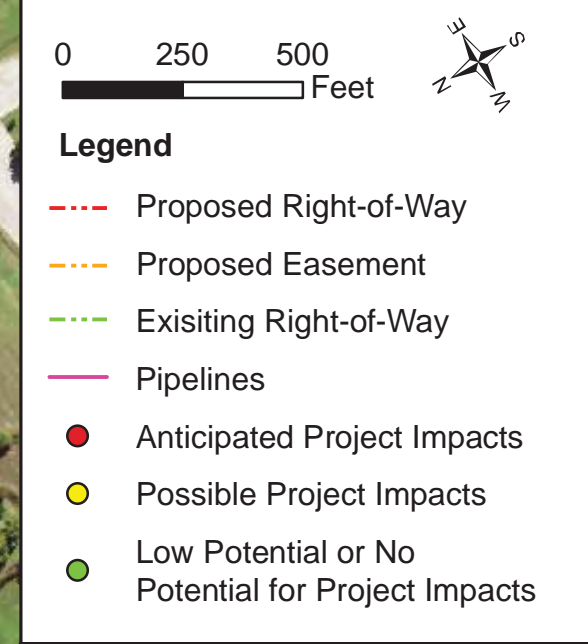 0 250 500
Feet
E
S
N
W
Legend
Proposed Right-of-Way
Proposed Easement
Exisiting Right-of-Way
Pipelines
Anticipated Project Impacts
Possible Project Impacts
Low Potential or No
Potential for Project Impacts